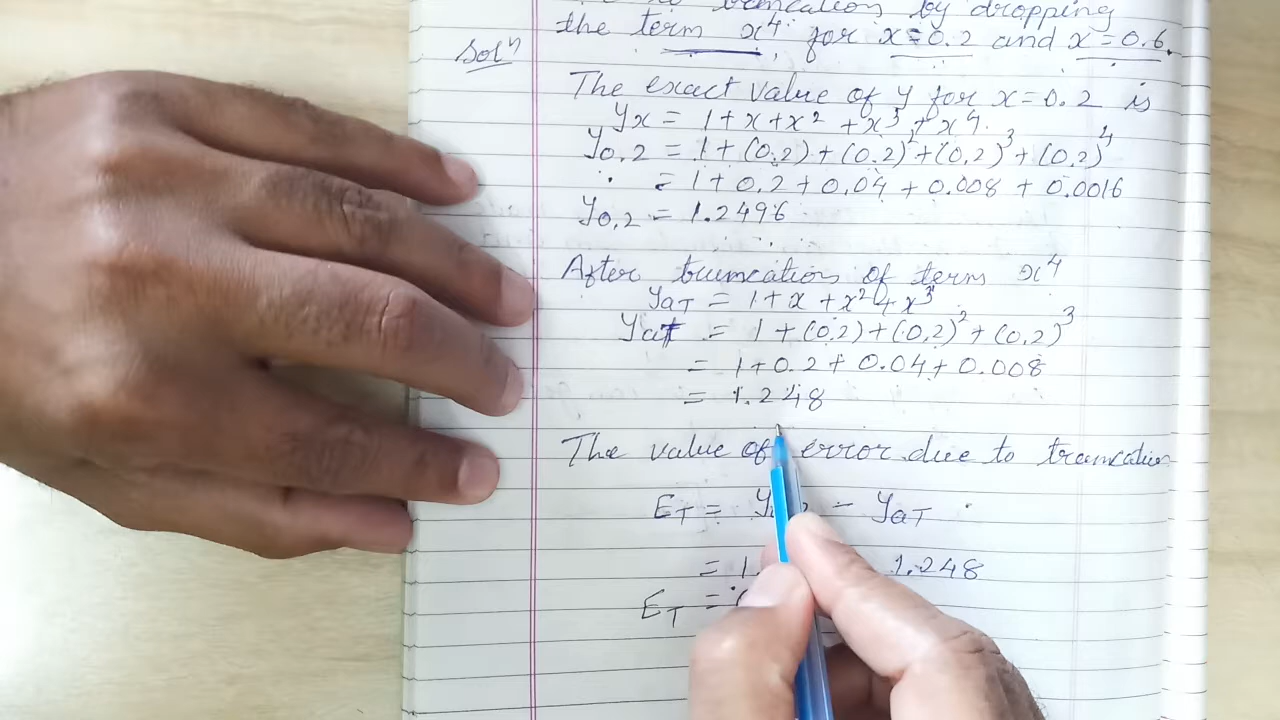 truncation by dropping
the term x⁴ for x=0.2 and x=0.6.
Solⁿ
The exact value of y for x=0.2 is
yx = 1+x+x² +x³+x⁴.
y0.2 = 1+(0.2)+(0.2)²+(0.2)³+(0.2)⁴
∴ = 1+0.2+0.04+0.008+0.0016
y0.2 = 1.2496
After truncation of term x⁴
yaT = 1+x+x²+x³
yaT = 1+(0.2)+(0.2)²+(0.2)³
= 1+0.2+0.04+0.008
= 1.248
The value of error due to truncation
ET = y - yaT
= 1. 1.248
ET =